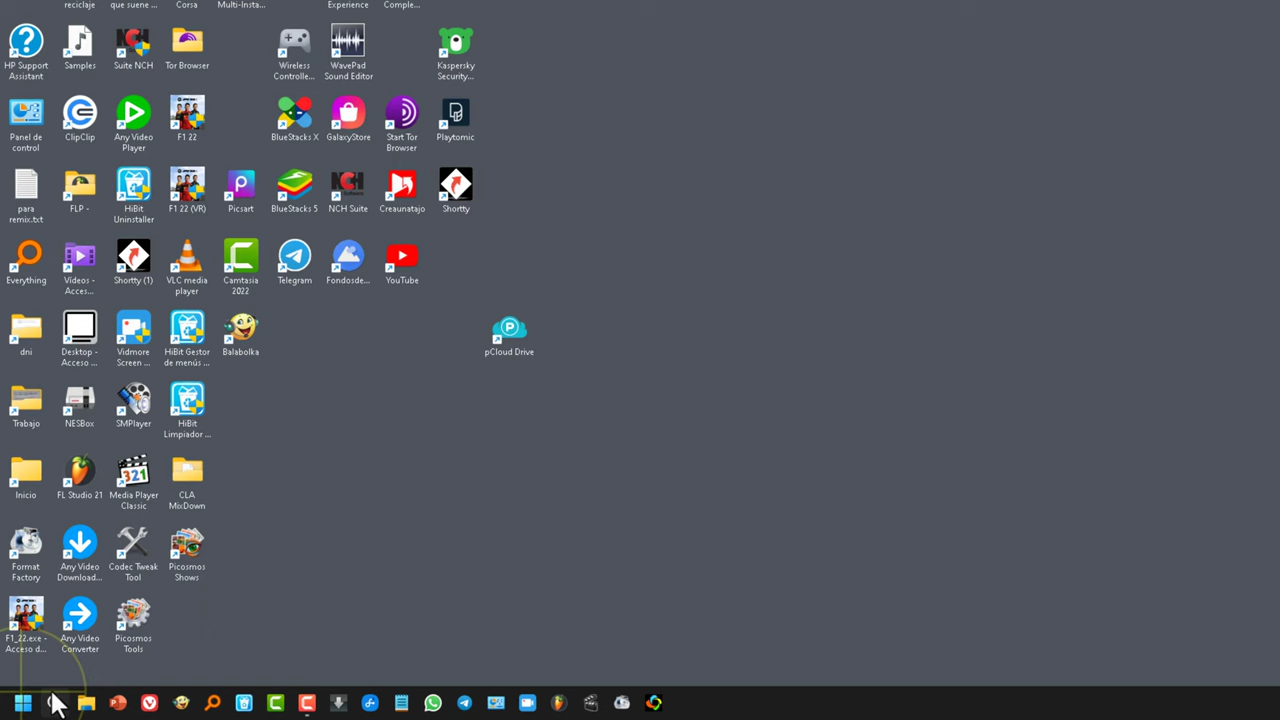 reciclaje
que suene ...
Corsa
Multi-Insta...
Experience
Comple...
HP Support
Assistant
Samples
Suite NCH
Tor Browser
Wireless
Controlle...
WavePad
Sound Editor
Kaspersky
Security...
Panel de
control
ClipClip
Any Video
Player
F1 22
BlueStacks X
GalaxyStore
Start Tor
Browser
Playtomic
para
remix.txt
FLP -
HiBit
Uninstaller
F1 22 (VR)
Picsart
BlueStacks 5
NCH Suite
Creaunatajo
Shortty
Everything
Vídeos -
Acces...
Shortty (1)
VLC media
player
Camtasia
2022
Telegram
Fondosde...
YouTube
dni
Desktop -
Acceso ...
Vidmore
Screen ...
HiBit Gestor
de menús ...
Balabolka
pCloud Drive
Trabajo
NESBox
SMPlayer
HiBit
Limpiador ...
Inicio
FL Studio 21
Media Player
Classic
CLA
MixDown
Format
Factory
Any Video
Download...
Codec Tweak
Tool
Picosmos
Shows
F1_22.exe -
Acceso d...
Any Video
Converter
Picosmos
Tools